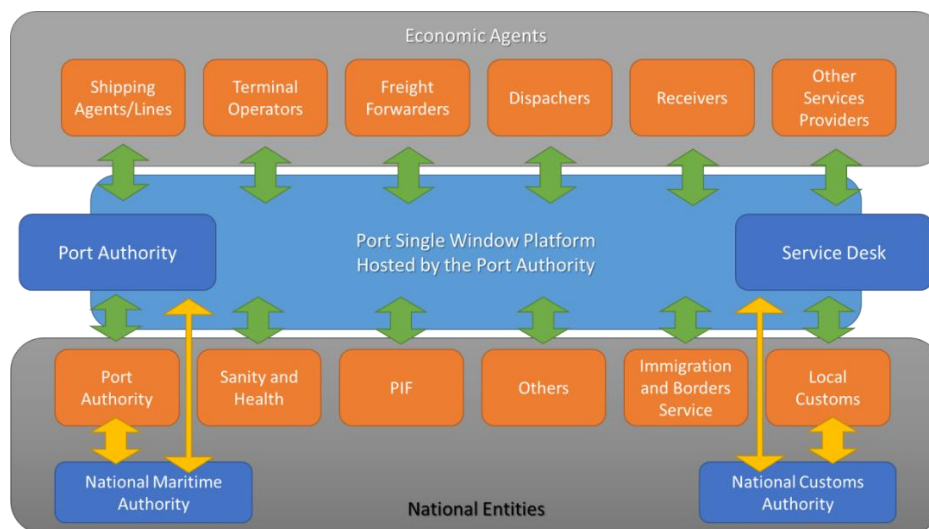 Economic Agents
Shipping
Agents/Lines
Terminal
Operators
Freight
Forwarders
Dispachers
Receivers
Other
Services
Providers
Port Authority
Port Single Window Platform
Hosted by the Port Authority
Service Desk
Port
Authority
Sanity and
Health
PIF
Others
Immigration
and Borders
Service
Local
Customs
National Maritime
Authority
National Customs
Authority
National Entities